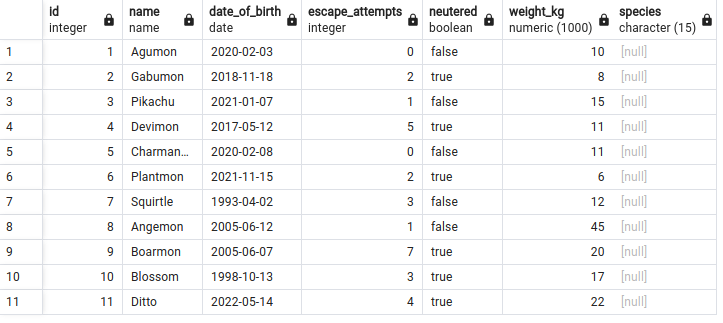 id name date_of_birth escape_attempts neutered weight_kg species
integer name date integer boolean numeric (1000) character (15)
1 1 Agumon 2020-02-03 0 false 10 [null]
2 2 Gabumon 2018-11-18 2 true 8 [null]
3 3 Pikachu 2021-01-07 1 false 15 [null]
4 4 Devimon 2017-05-12 5 true 11 [null]
5 5 Charman... 2020-02-08 0 false 11 [null]
6 6 Plantmon 2021-11-15 2 true 6 [null]
7 7 Squirtle 1993-04-02 3 false 12 [null]
8 8 Angemon 2005-06-12 1 false 45 [null]
9 9 Boarmon 2005-06-07 7 true 20 [null]
10 10 Blossom 1998-10-13 3 true 17 [null]
11 11 Ditto 2022-05-14 4 true 22 [null]